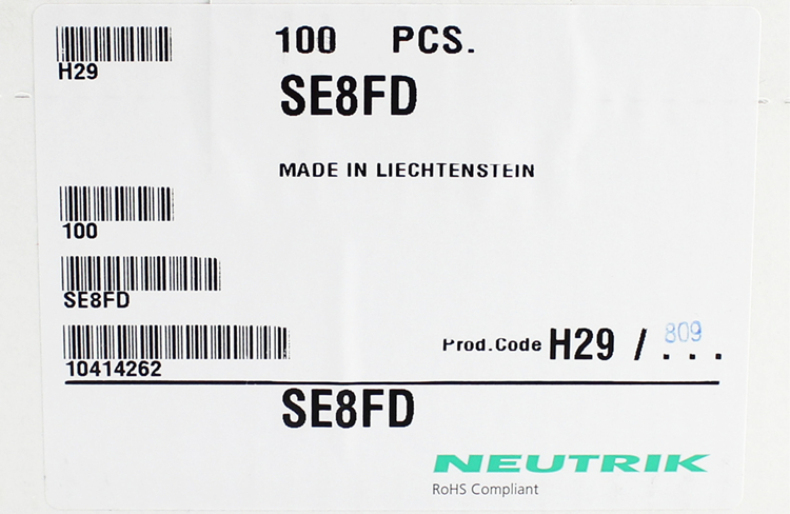 H29
100 PCS.
SE8FD
MADE IN LIECHTENSTEIN
100
SE8FD
10414262
Prod.Code H29 / 809 ...
SE8FD
NEUTRIK
RoHS Compliant